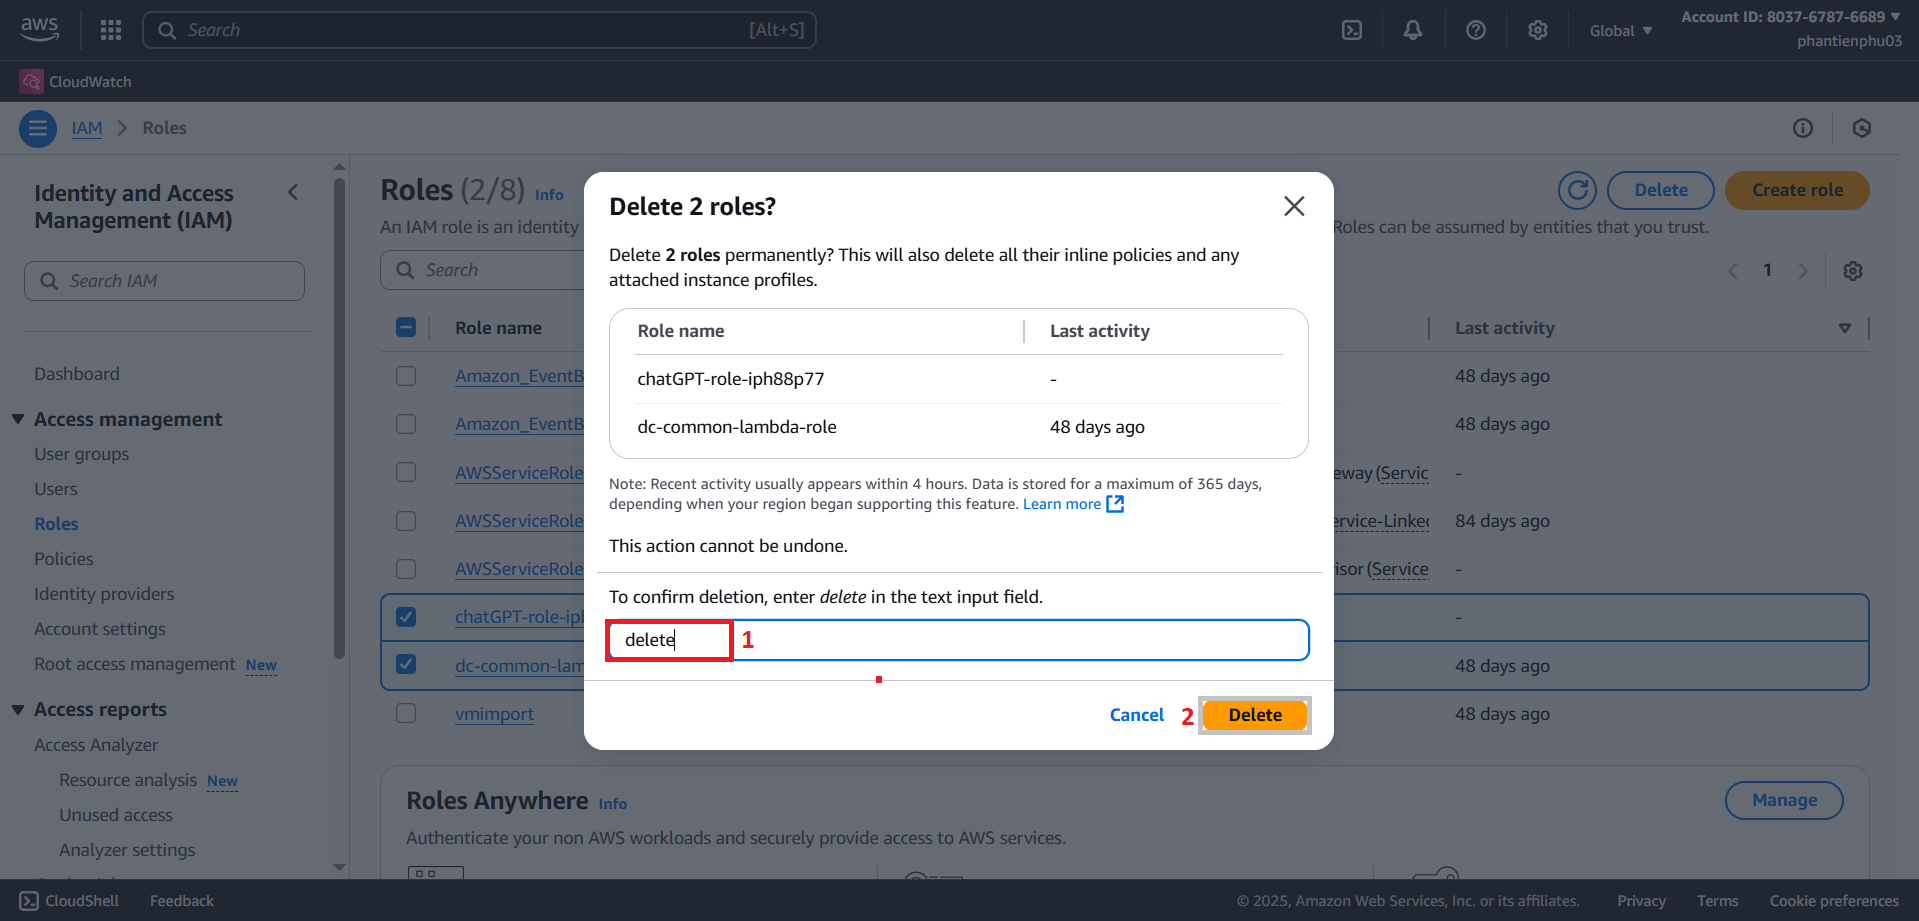 aws
Search
[Alt+S]
Global
Account ID: 8037-6787-6689
phantienphu03
CloudWatch
IAM
Roles
Identity and Access
Management (IAM)
Search IAM
Dashboard
Access management
User groups
Users
Roles
Policies
Identity providers
Account settings
Root access management New
Access reports
Access Analyzer
Resource analysis New
Unused access
Analyzer settings
Roles (2/8) Info
Delete
Create role
An IAM role is an identity
Roles can be assumed by entities that you trust.
Search
1
Role name
Last activity
Amazon_EventB
48 days ago
Amazon_EventB
48 days ago
AWSServiceRole
eway (Servic
-
AWSServiceRole
ervice-Linked
84 days ago
AWSServiceRole
isor (Service
-
chatGPT-role-iph
-
dc-common-lam
48 days ago
vmimport
48 days ago
Delete 2 roles?
Delete 2 roles permanently? This will also delete all their inline policies and any
attached instance profiles.
Role name
Last activity
chatGPT-role-iph88p77
-
dc-common-lambda-role
48 days ago
Note: Recent activity usually appears within 4 hours. Data is stored for a maximum of 365 days,
depending when your region began supporting this feature. Learn more
This action cannot be undone.
To confirm deletion, enter delete in the text input field.
delete
1
Cancel
2
Delete
Roles Anywhere Info
Manage
Authenticate your non AWS workloads and securely provide access to AWS services.
CloudShell
Feedback
© 2025, Amazon Web Services, Inc. or its affiliates.
Privacy
Terms
Cookie preferences